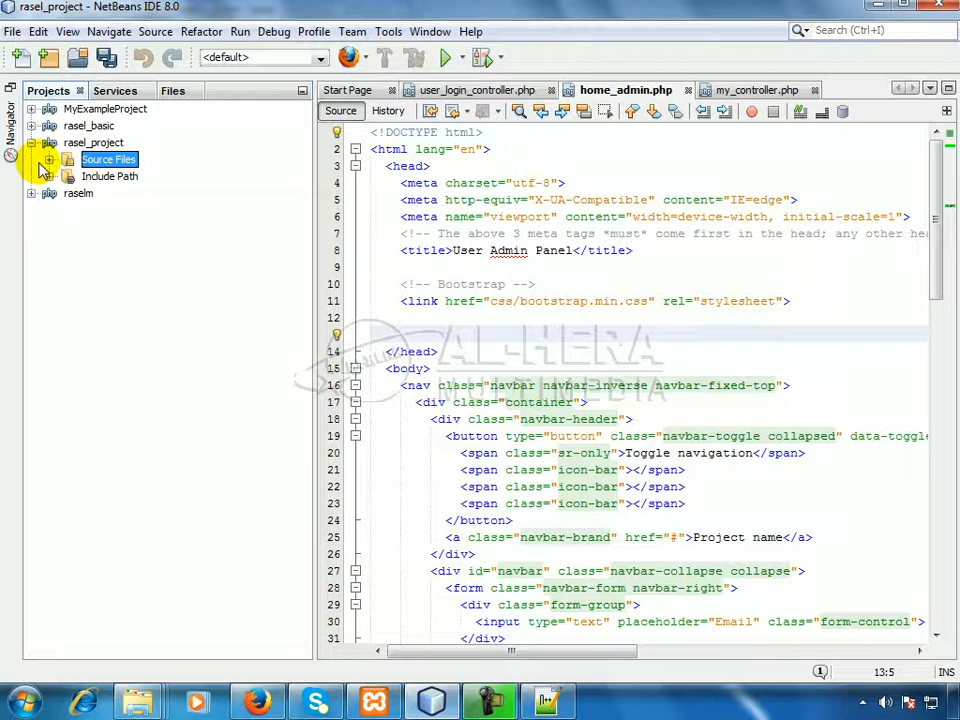 rasel_project - NetBeans IDE 8.0
File Edit View Navigate Source Refactor Run Debug Profile Team Tools Window Help
Search (Ctrl+I)
<default>
Projects Services Files
Start Page user_login_controller.php home_admin.php my_controller.php
Navigator
Source History
MyExampleProject
rasel_basic
rasel_project
Source Files
Include Path
raselm
<!DOCTYPE html>
2 <html lang="en">
3 <head>
4 <meta charset="utf-8">
5 <meta http-equiv="X-UA-Compatible" content="IE=edge">
6 <meta name="viewport" content="width=device-width, initial-scale=1">
7 <!-- The above 3 meta tags *must* come first in the head; any other hea
8 <title>User Admin Panel</title>
9
10 <!-- Bootstrap -->
11 <link href="css/bootstrap.min.css" rel="stylesheet">
12
14 </head>
15 <body>
16 <nav class="navbar navbar-inverse navbar-fixed-top">
17 <div class="container">
18 <div class="navbar-header">
19 <button type="button" class="navbar-toggle collapsed" data-toggle
20 <span class="sr-only">Toggle navigation</span>
21 <span class="icon-bar"></span>
22 <span class="icon-bar"></span>
23 <span class="icon-bar"></span>
24 </button>
25 <a class="navbar-brand" href="#">Project name</a>
26 </div>
27 <div id="navbar" class="navbar-collapse collapse">
28 <form class="navbar-form navbar-right">
29 <div class="form-group">
30 <input type="text" placeholder="Email" class="form-control">
31 </div>
AL-HERA
MULTIMEDIA
1
13:5 INS